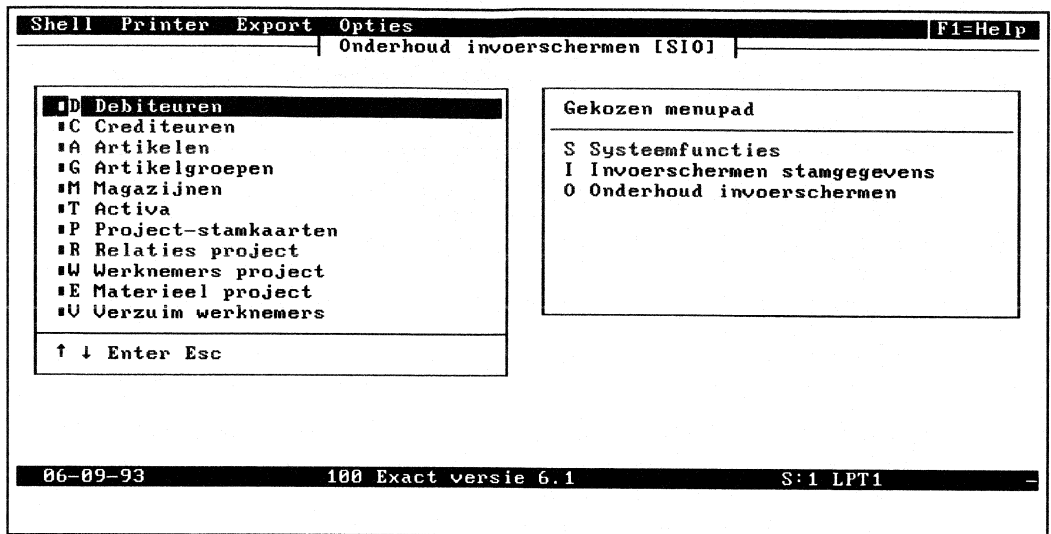 Shell Printer Export Opties F1=Help
Onderhoud invoerschermen [SIO]
D Debiteuren
C Crediteuren
A Artikelen
G Artikelgroepen
M Magazijnen
T Activa
P Project-stamkaarten
R Relaties project
W Werknemers project
E Materieel project
V Verzuim werknemers
↑ ↓ Enter Esc
Gekozen menupad
S Systeemfuncties
I Invoerschermen stamgegevens
O Onderhoud invoerschermen
06-09-93 100 Exact versie 6.1 S:1 LPT1